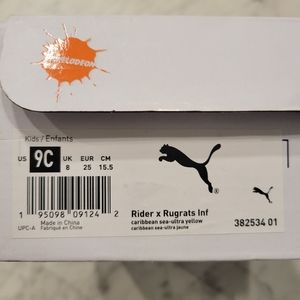 NICKELODEON
Kids / Enfants
US 9C UK 8 EUR 25 CM 15.5
1 95098 09124 2
UPC-A
Made in China
Fabriqué en Chine
Rider x Rugrats Inf
caribbean sea-ultra yellow
caribbean sea-ultra jaune
382534 01